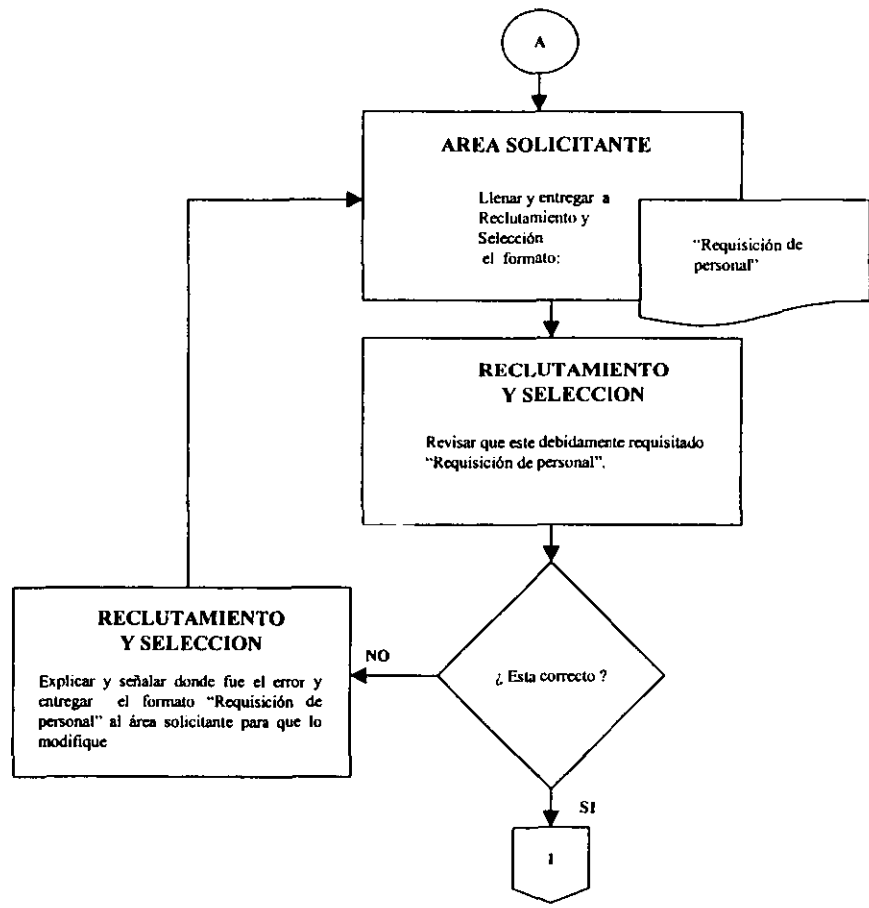 A
AREA SOLICITANTE
Llenar y entregar a
Reclutamiento y
Selección
el formato:
"Requisición de
personal"
RECLUTAMIENTO
Y SELECCION
Revisar que este debidamente requisitado
"Requisición de personal".
¿ Esta correcto ?
NO
RECLUTAMIENTO
Y SELECCION
Explicar y señalar donde fue el error y
entregar el formato "Requisición de
personal" al área solicitante para que lo
modifique
SI
1